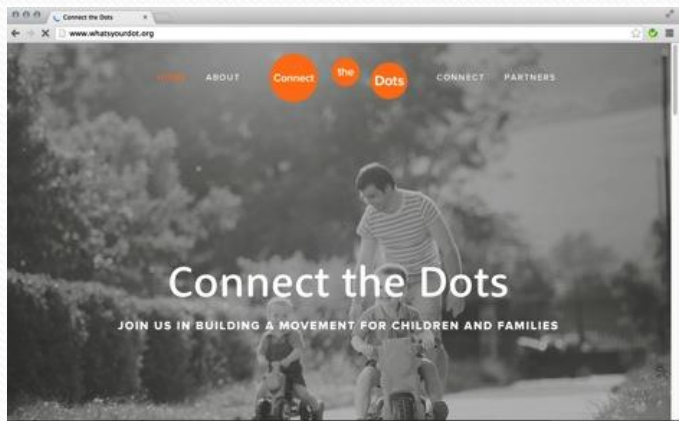 Connect the Dots
www.whatsyourdot.org
HOME ABOUT Connect the Dots CONNECT PARTNERS
Connect the Dots
JOIN US IN BUILDING A MOVEMENT FOR CHILDREN AND FAMILIES